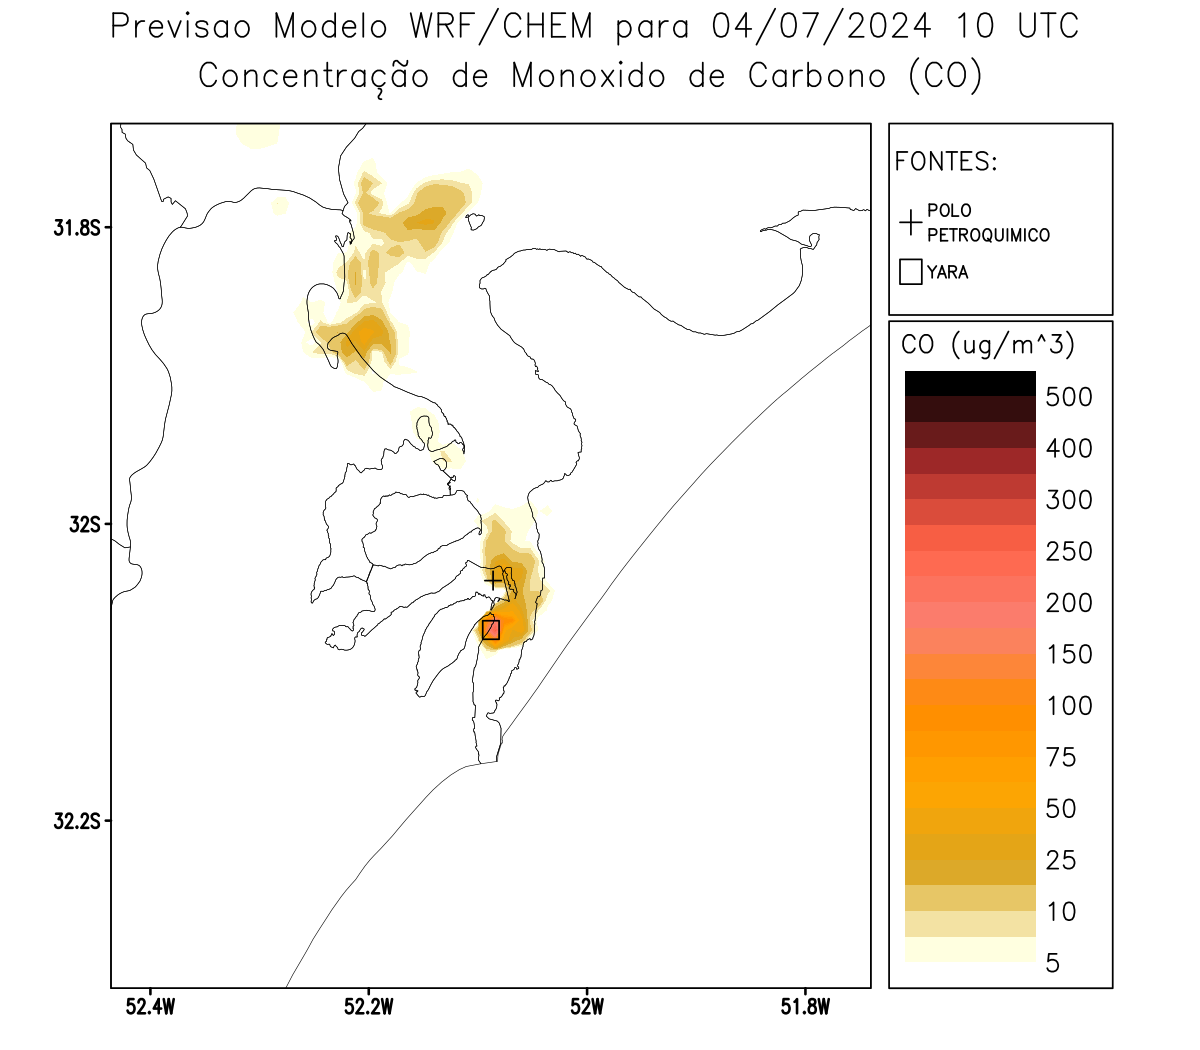 Previsao Modelo WRF/CHEM para 04/07/2024 10 UTC
Concentração de Monoxido de Carbono (CO)
FONTES:
POLO
PETROQUIMICO
YARA
CO (ug/m^3)
500
400
300
250
200
150
100
75
50
25
10
5
31.8S
32S
32.2S
52.4W
52.2W
52W
51.8W